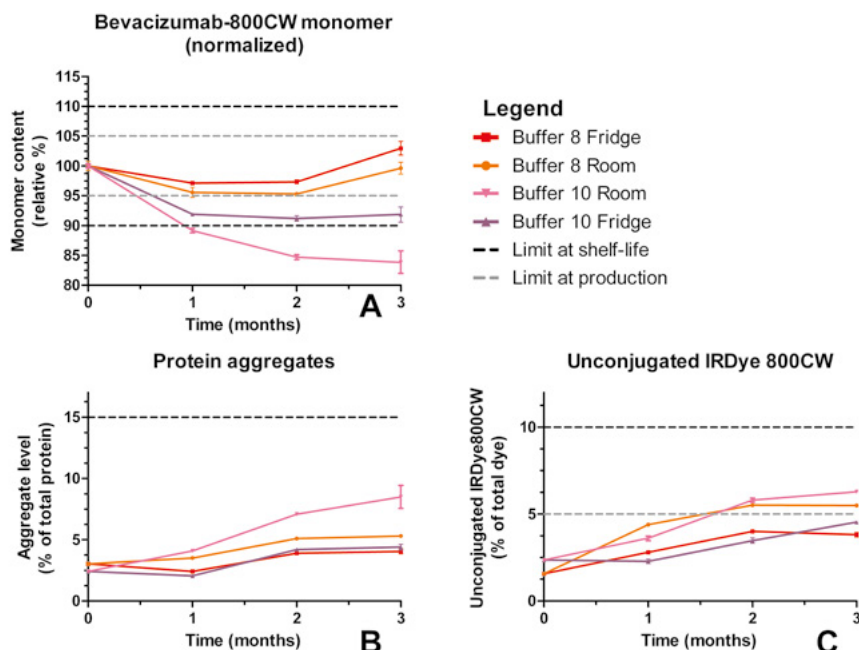 Bevacizumab-800CW monomer
(normalized)
Monomer content
(relative %)
115
110
105
100
95
90
85
80
0 1 2 3
Time (months)
A
Legend
Buffer 8 Fridge
Buffer 8 Room
Buffer 10 Room
Buffer 10 Fridge
Limit at shelf-life
Limit at production
Protein aggregates
Aggregate level
(% of total protein)
15
10
5
0
0 1 2 3
Time (months)
B
Unconjugated IRDye 800CW
Unconjugated IRDye800CW
(% of total dye)
10
5
0
0 1 2 3
Time (months)
C